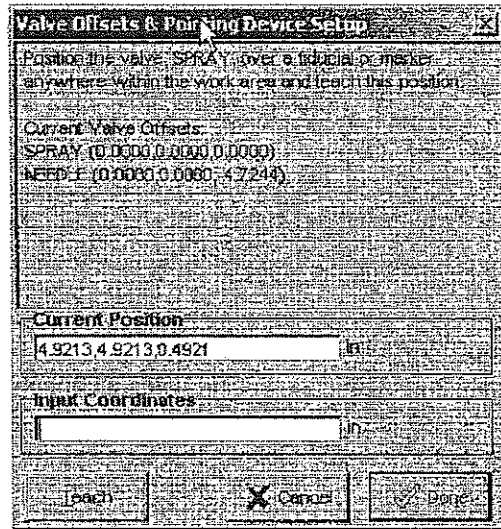 Valve Offsets & Pointing Device Setup
Position the valve, SPRAY, over a fiducial or marker
anywhere within the work area and teach this position.
Current Valve Offsets:
SPRAY (0.0000,0.0000,0.0000)
NEEDLE (0.0000,0.0000,-4.7244)
Current Position
4.9213,4.9213,0.4921 in
Input Coordinates
in
Teach Cancel Done